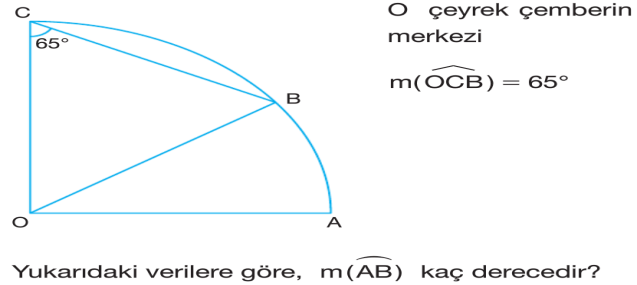 C
65°
B
O
A
O çeyrek çemberin
merkezi
m(OCB) = 65°
Yukarıdaki verilere göre, m(AB) kaç derecedir?